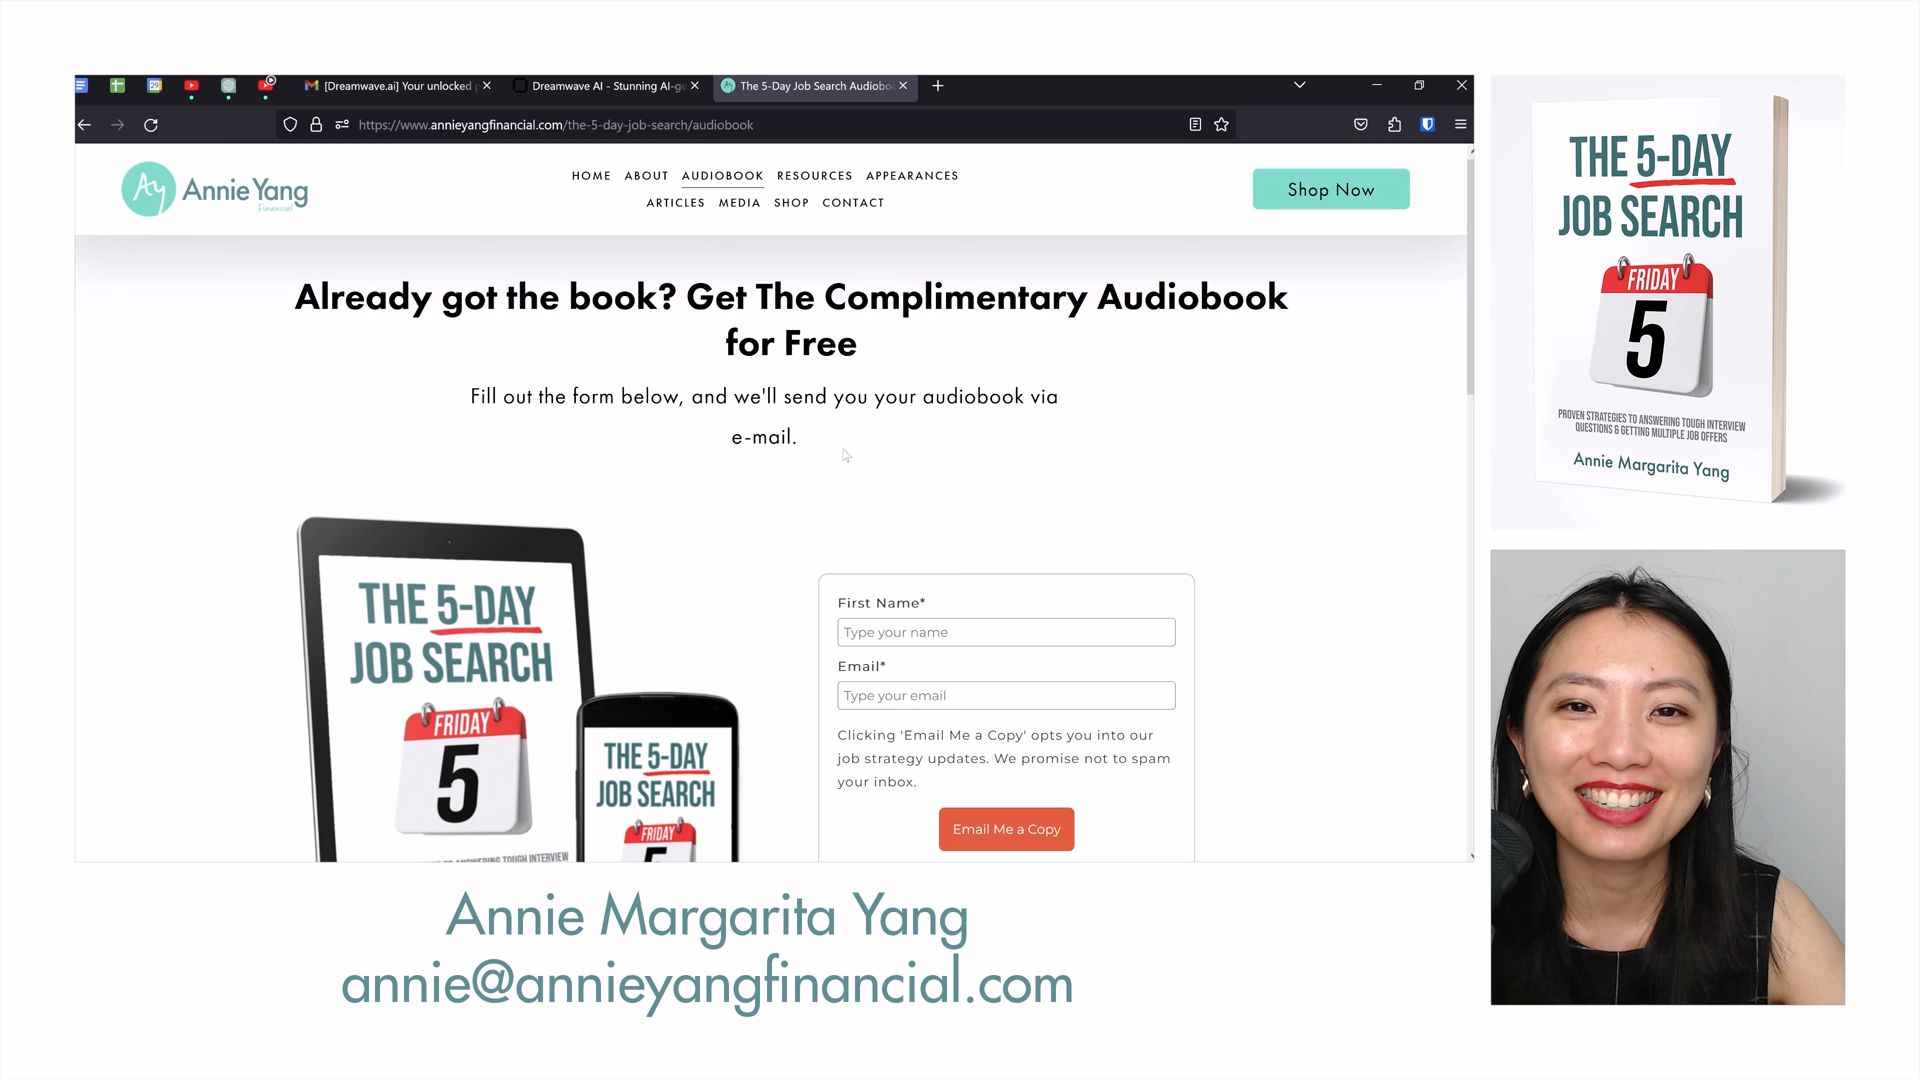 [Dreamwave.ai] Your unlocked
Dreamwave AI - Stunning AI-ge
The 5-Day Job Search Audiobo
https://www.annieyangfinancial.com/the-5-day-job-search/audiobook
Ay Annie Yang
Financial
HOME ABOUT AUDIOBOOK RESOURCES APPEARANCES
ARTICLES MEDIA SHOP CONTACT
Shop Now
Already got the book? Get The Complimentary Audiobook
for Free
Fill out the form below, and we'll send you your audiobook via
e-mail.
THE 5-DAY
JOB SEARCH
FRIDAY
5
THE 5-DAY
JOB SEARCH
FRIDAY
First Name*
Type your name
Email*
Type your email
Clicking 'Email Me a Copy' opts you into our
job strategy updates. We promise not to spam
your inbox.
Email Me a Copy
THE 5-DAY
JOB SEARCH
FRIDAY
5
PROVEN STRATEGIES TO ANSWERING TOUGH INTERVIEW
QUESTIONS & GETTING MULTIPLE JOB OFFERS
Annie Margarita Yang
Annie Margarita Yang
annie@annieyangfinancial.com